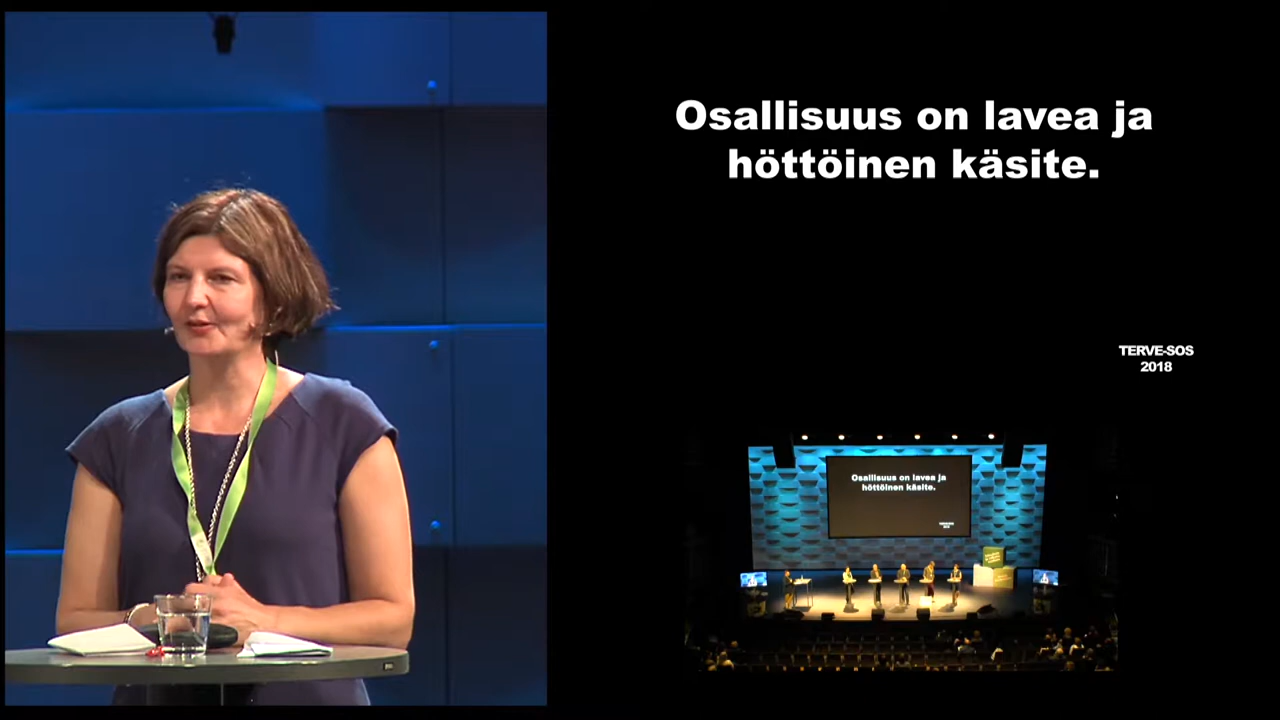 Osallisuus on lavea ja
höttöinen käsite.
TERVE-SOS
2018
Osallisuus on lavea ja
höttöinen käsite.